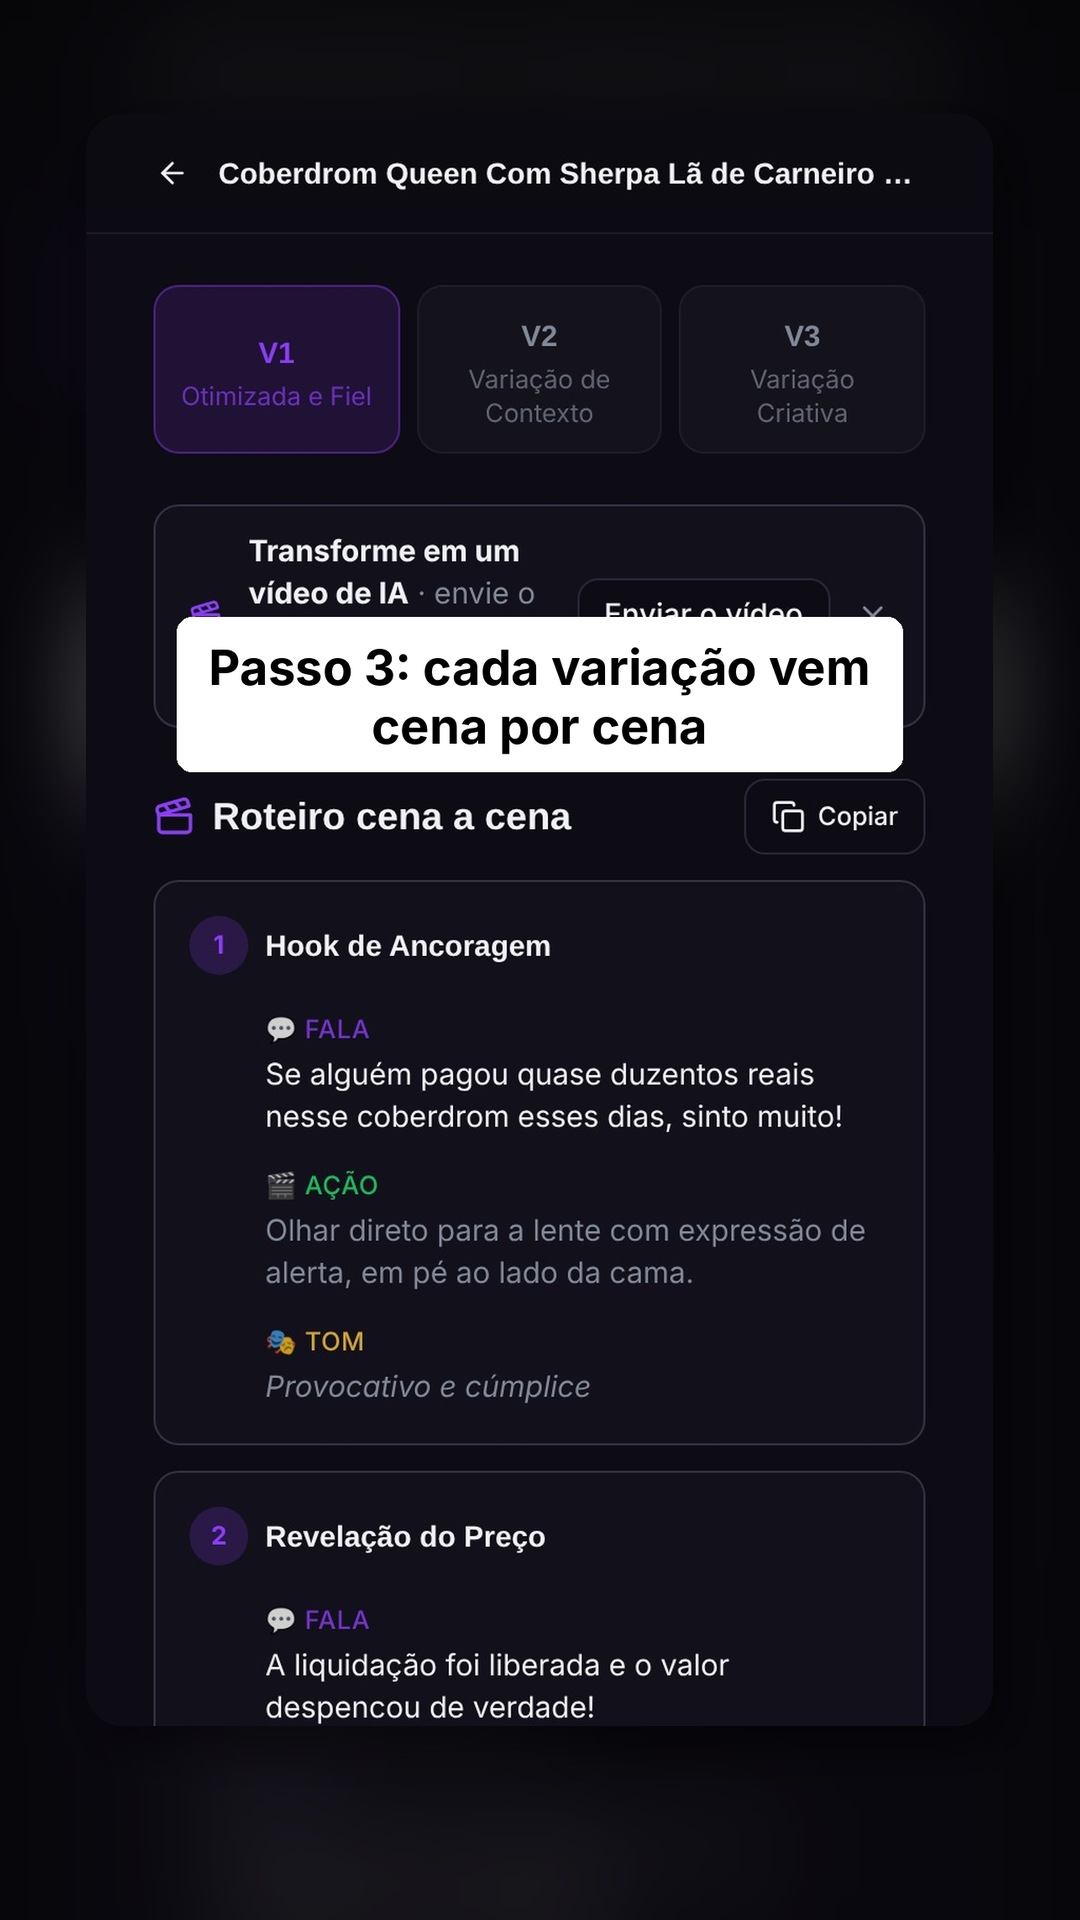 Coberdrom Queen Com Sherpa Lã de Carneiro ...
V1
Otimizada e Fiel
V2
Variação de
Contexto
V3
Variação
Criativa
Transforme em um
vídeo de IA · envie o
Enviar o vídeo
Passo 3: cada variação vem
cena por cena
Roteiro cena a cena
Copiar
1
Hook de Ancoragem
💬 FALA
Se alguém pagou quase duzentos reais
nesse coberdrom esses dias, sinto muito!
🎬 AÇÃO
Olhar direto para a lente com expressão de
alerta, em pé ao lado da cama.
🎭 TOM
Provocativo e cúmplice
2
Revelação do Preço
💬 FALA
A liquidação foi liberada e o valor
despencou de verdade!